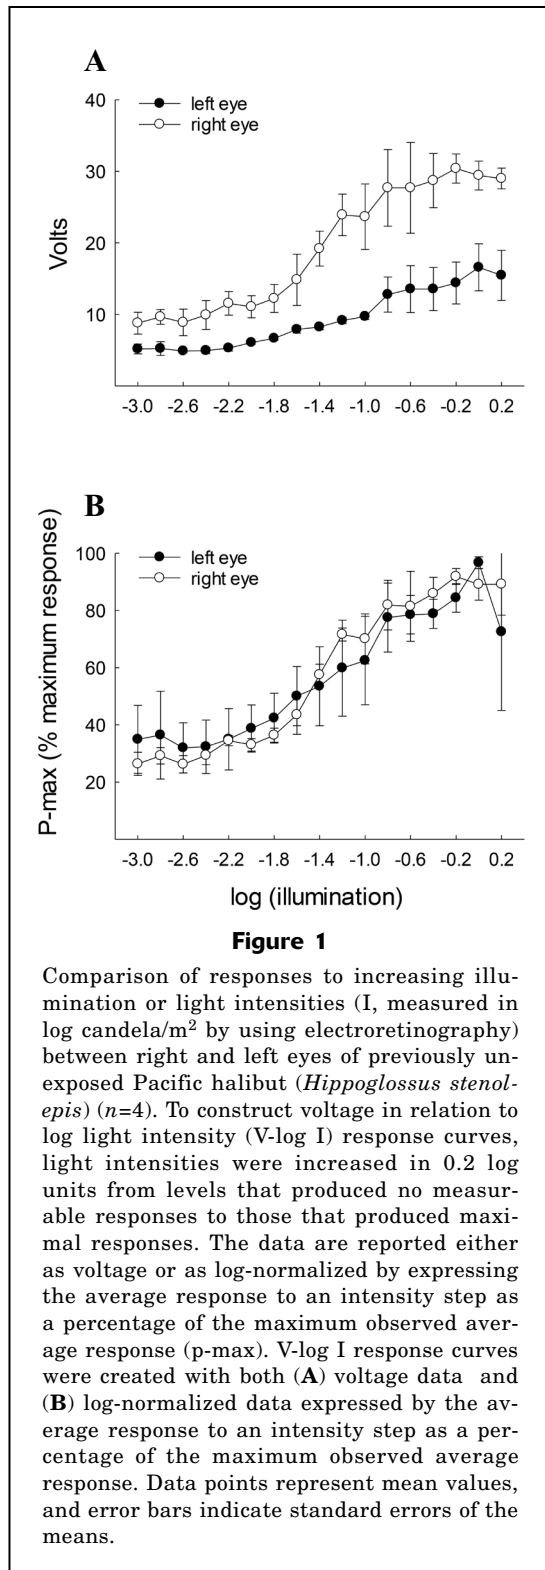 A
left eye
right eye
40
30
20
10
Volts
-3.0 -2.6 -2.2 -1.8 -1.4 -1.0 -0.6 -0.2 0.2
B
left eye
right eye
100
80
60
40
20
P-max (% maximum response)
-3.0 -2.6 -2.2 -1.8 -1.4 -1.0 -0.6 -0.2 0.2
log (illumination)
Figure 1
Comparison of responses to increasing illu-
mination or light intensities (I, measured in
log candela/m² by using electroretinography)
between right and left eyes of previously un-
exposed Pacific halibut (Hippoglossus stenol-
epis) (n=4). To construct voltage in relation to
log light intensity (V-log I) response curves,
light intensities were increased in 0.2 log
units from levels that produced no measur-
able responses to those that produced maxi-
mal responses. The data are reported either
as voltage or as log-normalized by expressing
the average response to an intensity step as
a percentage of the maximum observed aver-
age response (p-max). V-log I response curves
were created with both (A) voltage data and
(B) log-normalized data expressed by the av-
erage response to an intensity step as a per-
centage of the maximum observed average
response. Data points represent mean values,
and error bars indicate standard errors of the
means.